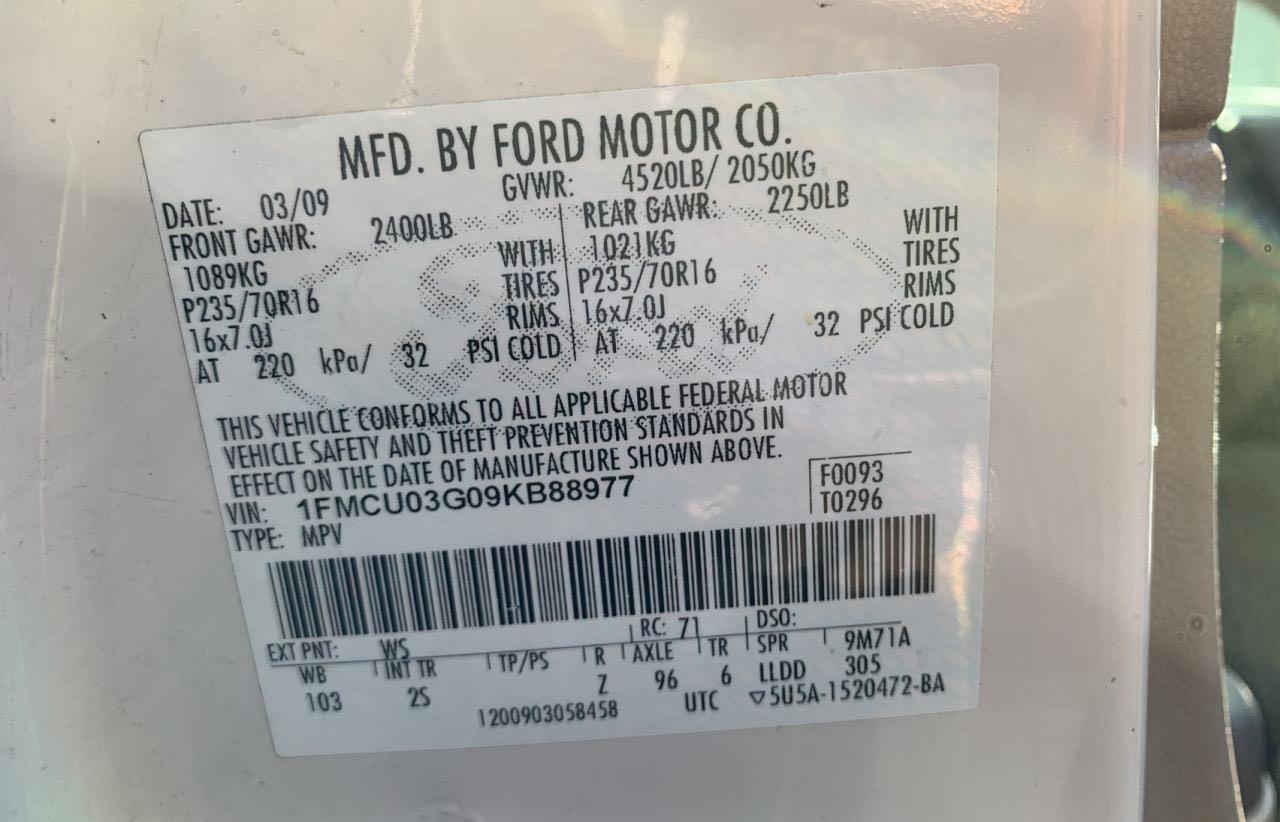 MFD. BY FORD MOTOR CO.
DATE: 03/09 GVWR: 4520LB/ 2050KG
FRONT GAWR: 2400LB REAR GAWR: 2250LB
1089KG WITH 1021KG WITH
P235/70R16 TIRES P235/70R16 TIRES
16x7.0J RIMS 16x7.0J RIMS
AT 220 kPa/ 32 PSI COLD AT 220 kPa/ 32 PSI COLD
THIS VEHICLE CONFORMS TO ALL APPLICABLE FEDERAL MOTOR
VEHICLE SAFETY AND THEFT PREVENTION STANDARDS IN
EFFECT ON THE DATE OF MANUFACTURE SHOWN ABOVE.
VIN: 1FMCU03G09KB88977 F0093
TYPE: MPV T0296
EXT PNT: WS RC: 71 DSO:
WB INT TR TP/PS R AXLE TR SPR 9M71A
103 2S Z 96 6 LLDD 305
1200903058458 UTC ▽5U5A-1520472-BA